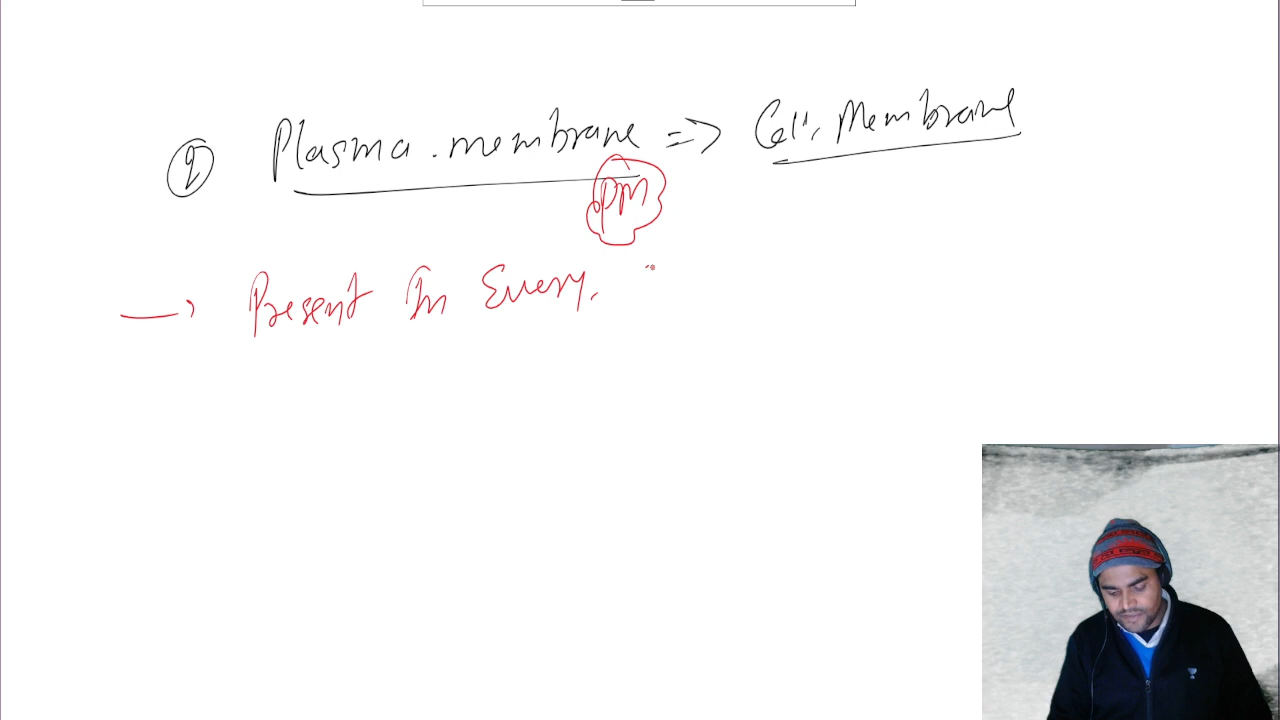 ② Plasma membrane => Cell Membrane
PM
→ Present In Every